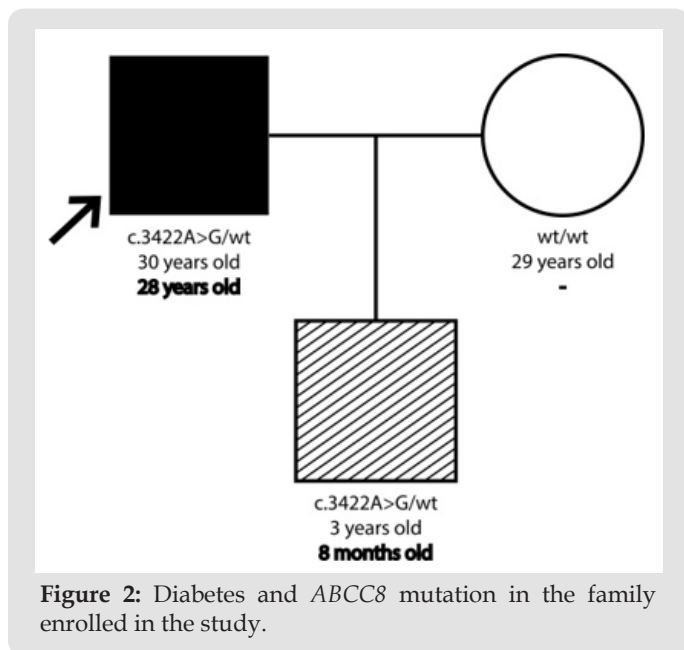 c.3422A>G/wt
30 years old
28 years old
wt/wt
29 years old
-
c.3422A>G/wt
3 years old
8 months old
Figure 2: Diabetes and ABCC8 mutation in the family
enrolled in the study.